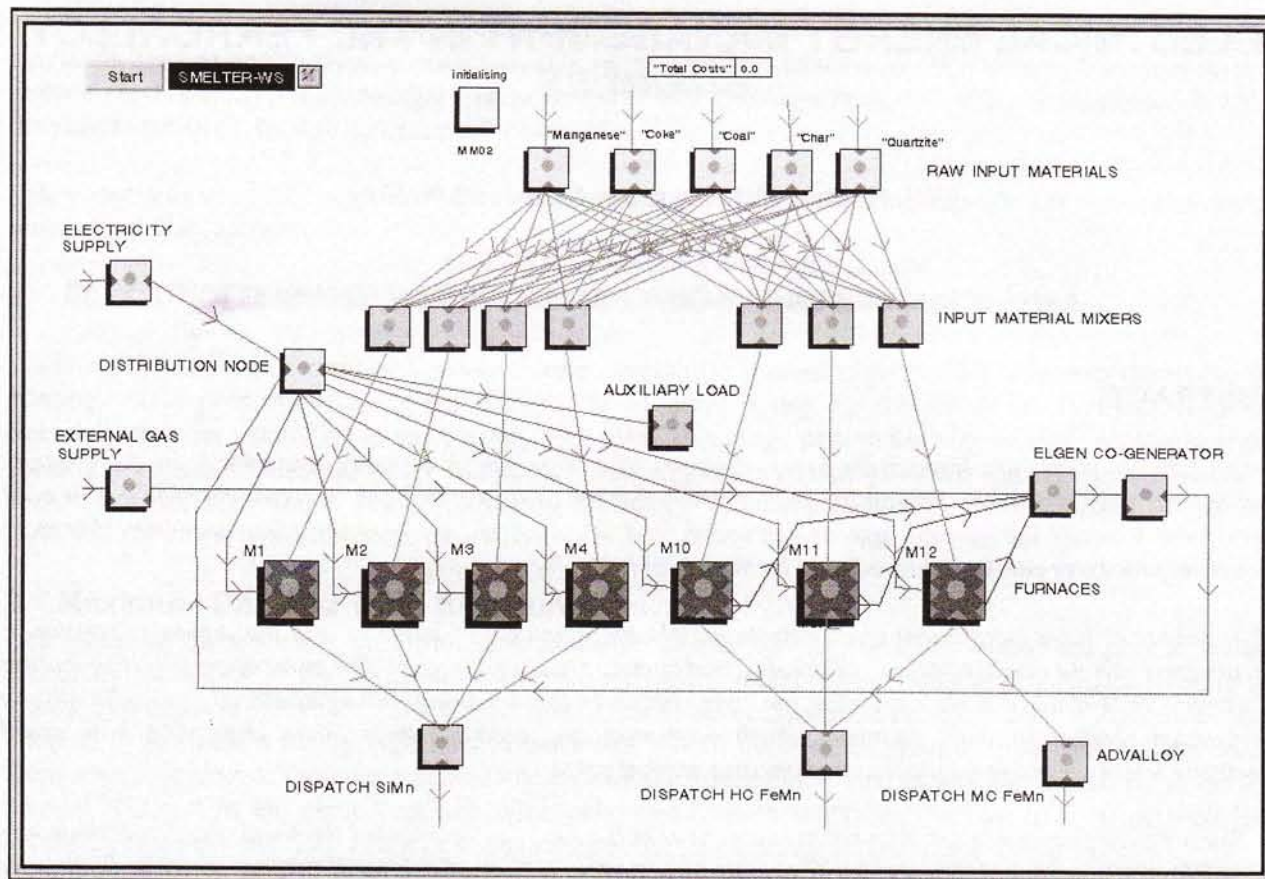 Start SMELTER-WS
Initialising
"Total Costs" 0.0
MM02
"Manganese" "Coke" "Coal" "Char" "Quartzite"
RAW INPUT MATERIALS
ELECTRICITY
SUPPLY
INPUT MATERIAL MIXERS
DISTRIBUTION NODE
AUXILIARY LOAD
EXTERNAL GAS
SUPPLY
ELGEN CO-GENERATOR
M1 M2 M3 M4 M10 M11 M12
FURNACES
ADVALLOY
DISPATCH SiMn DISPATCH HC FeMn DISPATCH MC FeMn